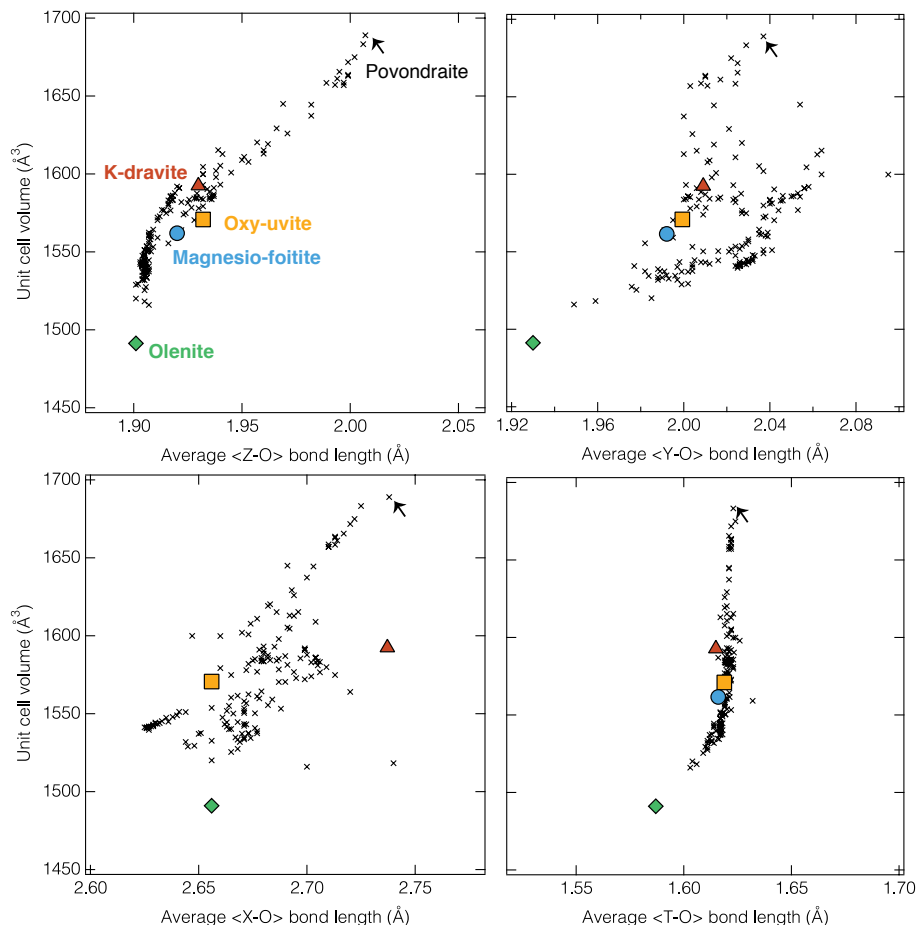 1700
1650
1600
1550
1500
1450
Unit cell volume (Å³)
Povondraite
K-dravite
Oxy-uvite
Magnesio-foitite
Olenite
1.90 1.95 2.00 2.05
Average <Z-O> bond length (Å)
1.92 1.96 2.00 2.04 2.08
Average <Y-O> bond length (Å)
1700
1650
1600
1550
1500
1450
Unit cell volume (Å³)
2.60 2.65 2.70 2.75
Average <X-O> bond length (Å)
1.55 1.60 1.65 1.70
Average <T-O> bond length (Å)